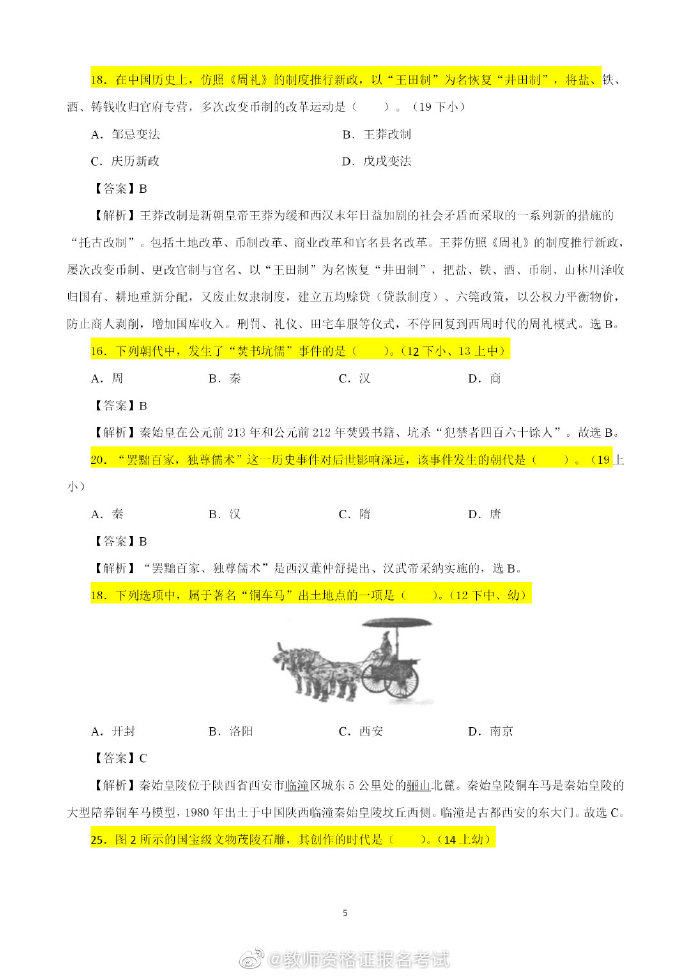 18．在中国历史上，仿照《周礼》的制度推行新政，以“王田制”为名恢复“井田制”，将盐、铁、
酒、铸钱收归官府专营，多次改变币制的改革运动是（　　）。（19下小）
A．邹忌变法　B．王莽改制
C．庆历新政　D．戊戌变法
【答案】B
【解析】王莽改制是新朝皇帝王莽为缓和西汉末年日益加剧的社会矛盾而采取的一系列新的措施的
“托古改制”。包括土地改革、币制改革、商业改革和官名县名改革。王莽仿照《周礼》的制度推行新政，
屡次改变币制、更改官制与官名、以“王田制”为名恢复“井田制”，把盐、铁、酒、币制、山林川泽收
归国有、耕地重新分配，又废止奴隶制度，建立五均赊贷（贷款制度）、六筦政策，以公权力平衡物价，
防止商人剥削，增加国库收入。刑罚、礼仪、田宅车服等仪式，不停回复到西周时代的周礼模式。选B。
16．下列朝代中，发生了“焚书坑儒”事件的是（　　）。（12下小、13上中）
A．周　B．秦　C．汉　D．商
【答案】B
【解析】秦始皇在公元前213年和公元前212年焚毁书籍、坑杀“犯禁者四百六十馀人”。故选B。
20．“罢黜百家，独尊儒术”这一历史事件对后世影响深远，该事件发生的朝代是（　　）。（19上
小）
A．秦　B．汉　C．隋　D．唐
【答案】B
【解析】“罢黜百家、独尊儒术”是西汉董仲舒提出、汉武帝采纳实施的，选B。
18．下列选项中，属于著名“铜车马”出土地点的一项是（　　）。（12下中、幼）
A．开封　B．洛阳　C．西安　D．南京
【答案】C
【解析】秦始皇陵位于陕西省西安市临潼区城东5公里处的骊山北麓。秦始皇陵铜车马是秦始皇陵的
大型陪葬铜车马模型，1980年出土于中国陕西临潼秦始皇陵坟丘西侧。临潼是古都西安的东大门。故选C。
25．图2所示的国宝级文物茂陵石雕，其创作的时代是（　　）。（14上幼）
5
@教师资格证报名考试